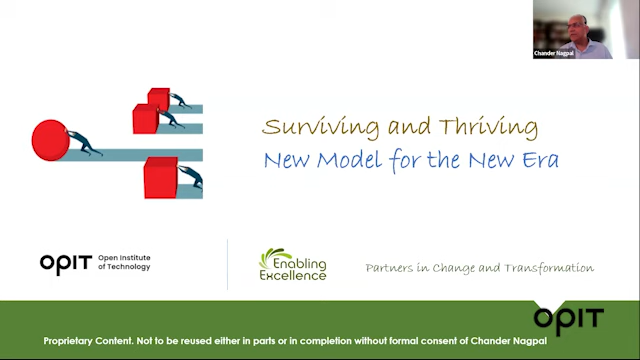 Chander Nagpal
Surviving and Thriving
New Model for the New Era
OPIT
Open Institute
of Technology
Enabling
Excellence
Partners in Change and Transformation
OPIT
Proprietary Content. Not to be reused either in parts or in completion without formal consent of Chander Nagpal